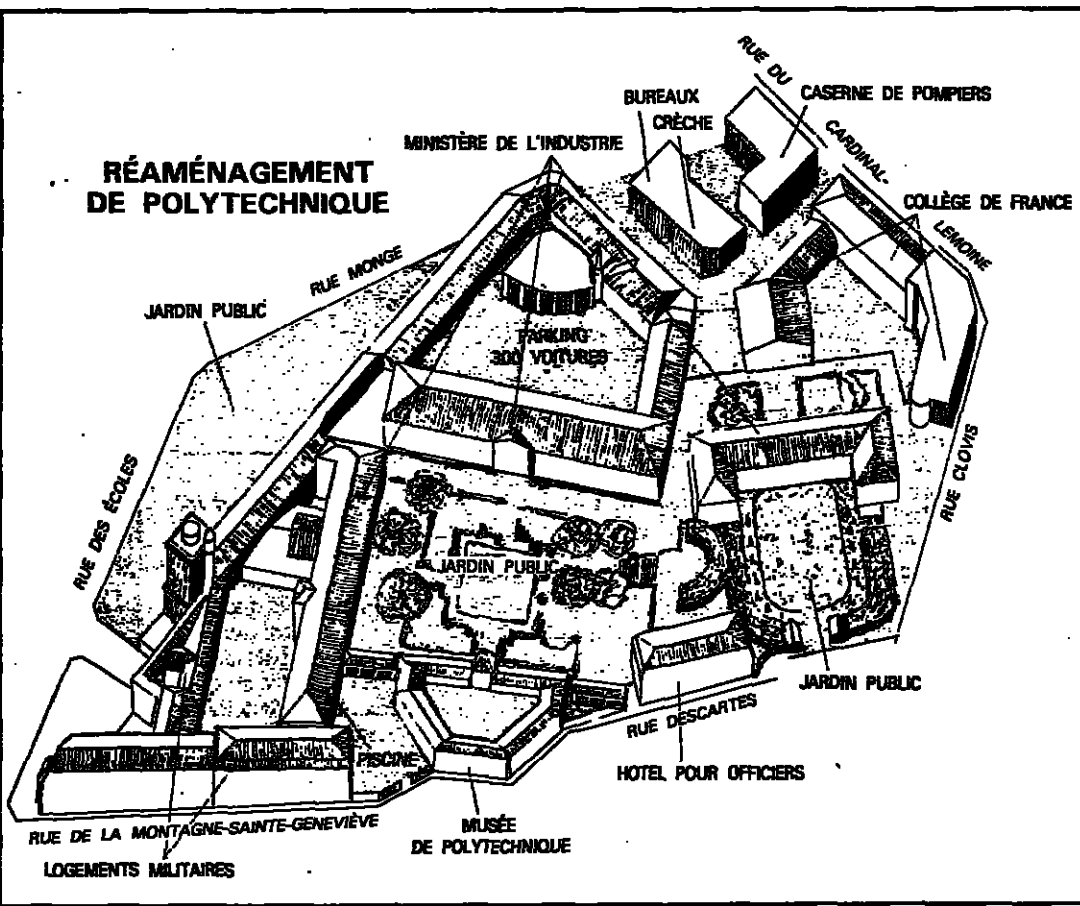 RÉAMÉNAGEMENT
DE POLYTECHNIQUE
RUE DU
CARDINAL-
LEMOINE
BUREAUX
CRÈCHE
CASERNE DE POMPIERS
MINISTÈRE DE L'INDUSTRIE
COLLÈGE DE FRANCE
RUE MONGE
JARDIN PUBLIC
PARKING
300 VOITURES
RUE CLOVIS
RUE DES ÉCOLES
JARDIN PUBLIC
JARDIN PUBLIC
RUE DESCARTES
PISCINE
HOTEL POUR OFFICIERS
RUE DE LA MONTAGNE-SAINTE-GENEVIÈVE
MUSÉE
DE POLYTECHNIQUE
LOGEMENTS MILITAIRES